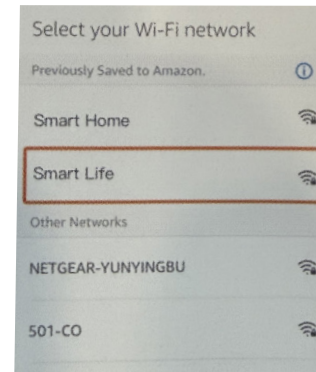 Select your Wi-Fi network
Previously Saved to Amazon.
Smart Home
Smart Life
Other Networks
NETGEAR-YUNYINGBU
501-CO